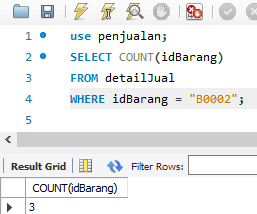 1 use penjualan;
2 SELECT COUNT(idBarang)
3 FROM detailJual
4 WHERE idBarang = "B0002";
Result Grid Filter Rows:
COUNT(idBarang)
3